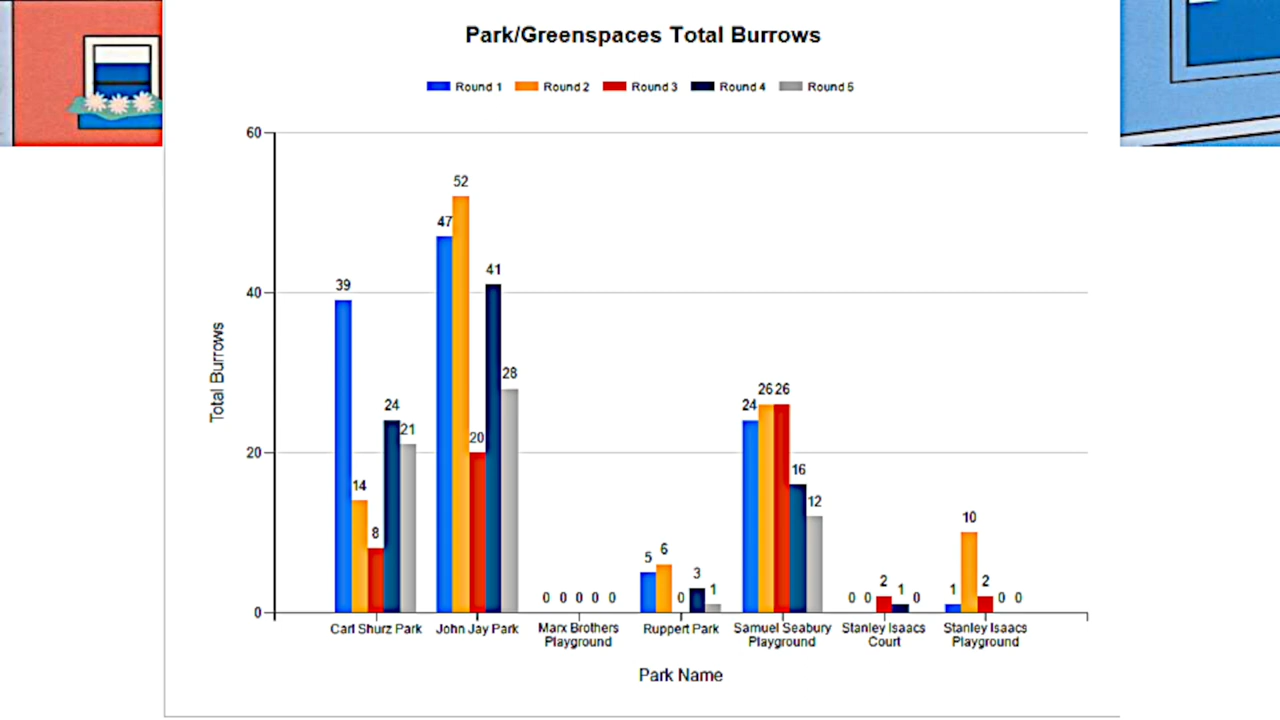 Park/Greenspaces Total Burrows
Round 1 Round 2 Round 3 Round 4 Round 5
60
40
20
0
Total Burrows
39 14 8 24 21
47 52 20 41 28
0 0 0 0 0
5 6 0 3 1
24 26 26 16 12
0 0 2 1 0
1 10 2 0 0
Carl Shurz Park
John Jay Park
Marx Brothers
Playground
Ruppert Park
Samuel Seabury
Playground
Stanley Isaacs
Court
Stanley Isaacs
Playground
Park Name